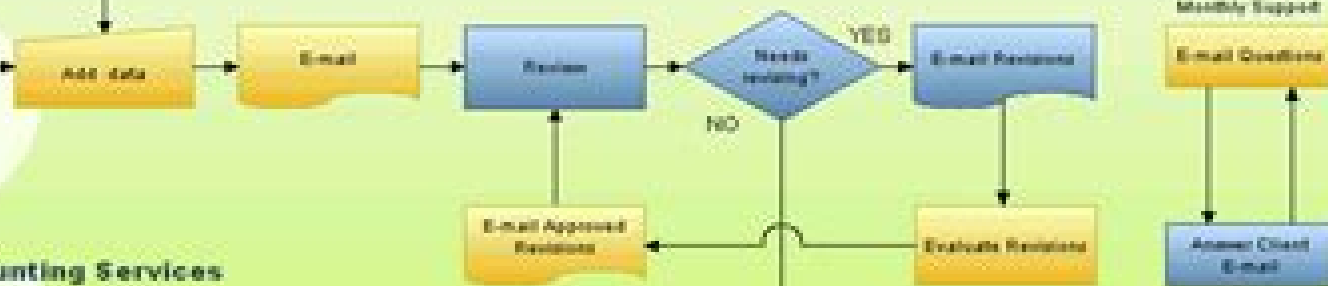 Monthly Support
Add data
E-mail
Review
Needs
revising?
YES
E-mail Revisions
E-mail Questions
NO
E-mail Approved
Revisions
Evaluate Revisions
Answer Client
E-mail
unting Services